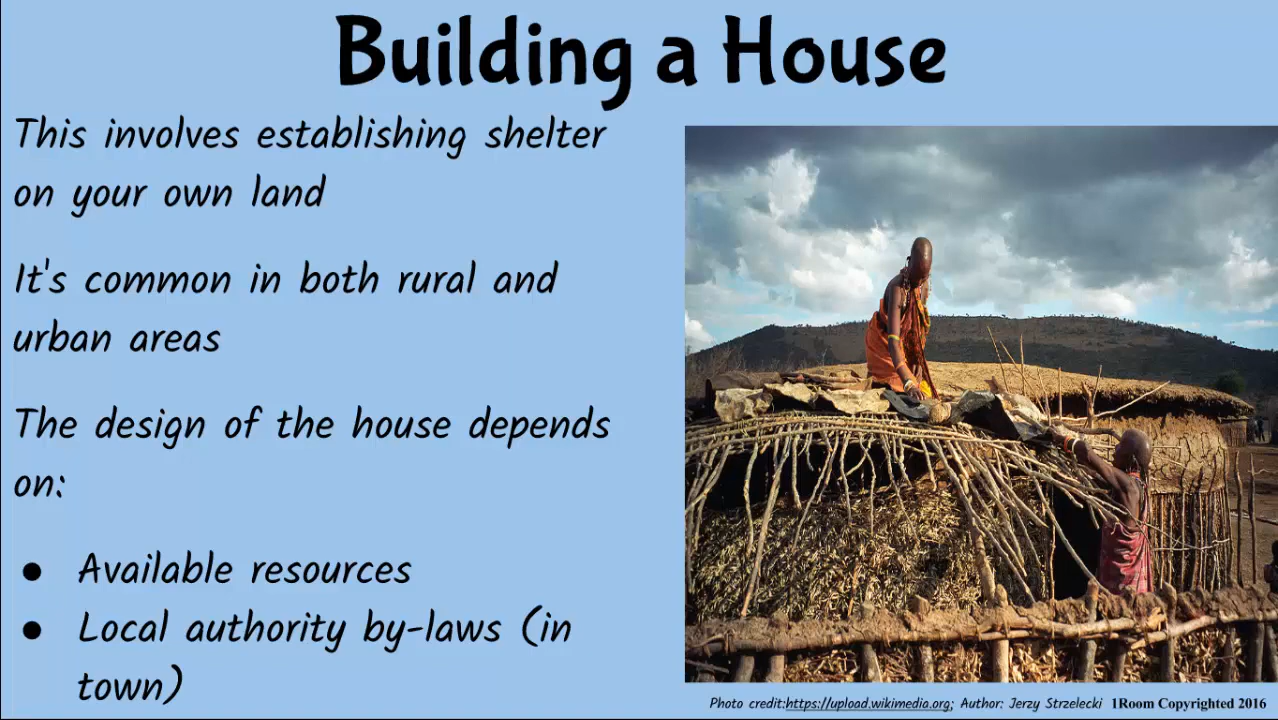 Building a House
This involves establishing shelter
on your own land
It's common in both rural and
urban areas
The design of the house depends
on:
● Available resources
● Local authority by-laws (in
town)
Photo credit:https://upload.wikimedia.org; Author: Jerzy Strzelecki 1Room Copyrighted 2016